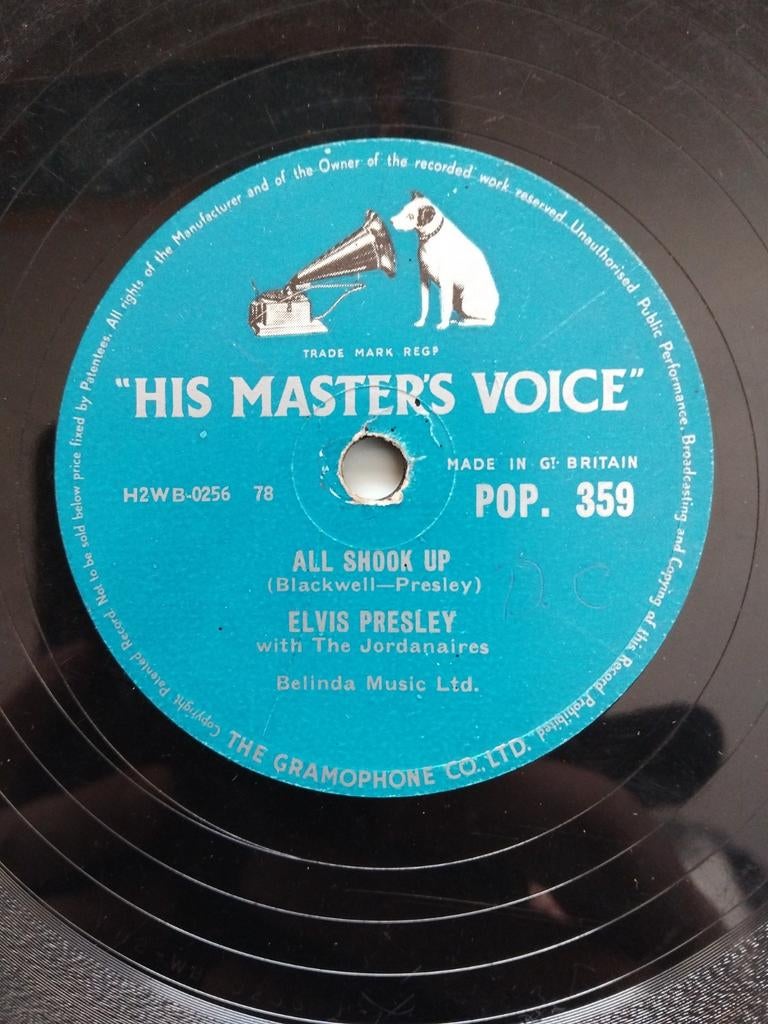 Copyright Patented Record Not to be sold below price fixed by Patentees. All rights of the Manufacturer and of the Owner of the recorded work reserved. Unauthorised Public Performance. Broadcasting and Copying of this Record Prohibited
TRADE MARK REGD
"HIS MASTER'S VOICE"
MADE IN GT BRITAIN
H2WB-0256 78
POP. 359
ALL SHOOK UP
(Blackwell—Presley)
ELVIS PRESLEY
with The Jordanaires
Belinda Music Ltd.
THE GRAMOPHONE CO., LTD.